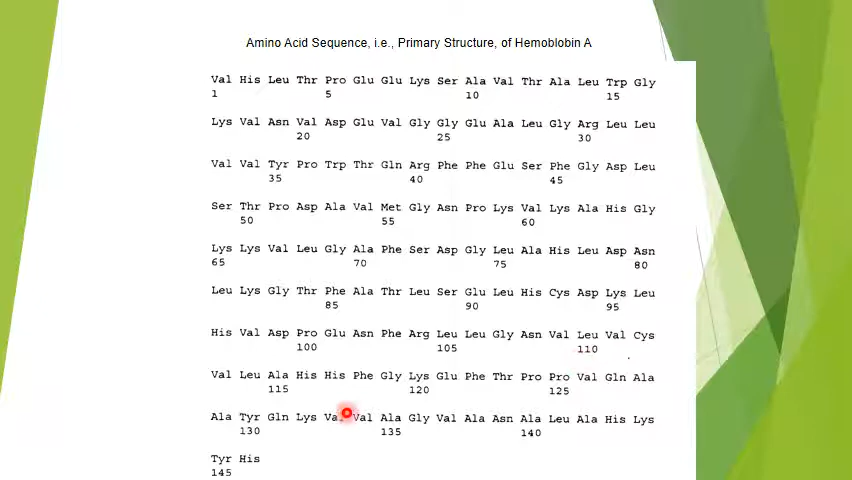 Amino Acid Sequence, i.e., Primary Structure, of Hemoblobin A
Val His Leu Thr Pro Glu Glu Lys Ser Ala Val Thr Ala Leu Trp Gly
1 5 10 15
Lys Val Asn Val Asp Glu Val Gly Gly Glu Ala Leu Gly Arg Leu Leu
20 25 30
Val Val Tyr Pro Trp Thr Gln Arg Phe Phe Glu Ser Phe Gly Asp Leu
35 40 45
Ser Thr Pro Asp Ala Val Met Gly Asn Pro Lys Val Lys Ala His Gly
50 55 60
Lys Lys Val Leu Gly Ala Phe Ser Asp Gly Leu Ala His Leu Asp Asn
65 70 75 80
Leu Lys Gly Thr Phe Ala Thr Leu Ser Glu Leu His Cys Asp Lys Leu
85 90 95
His Val Asp Pro Glu Asn Phe Arg Leu Leu Gly Asn Val Leu Val Cys
100 105 110
Val Leu Ala His His Phe Gly Lys Glu Phe Thr Pro Pro Val Gln Ala
115 120 125
Ala Tyr Gln Lys Val Val Ala Gly Val Ala Asn Ala Leu Ala His Lys
130 135 140
Tyr His
145